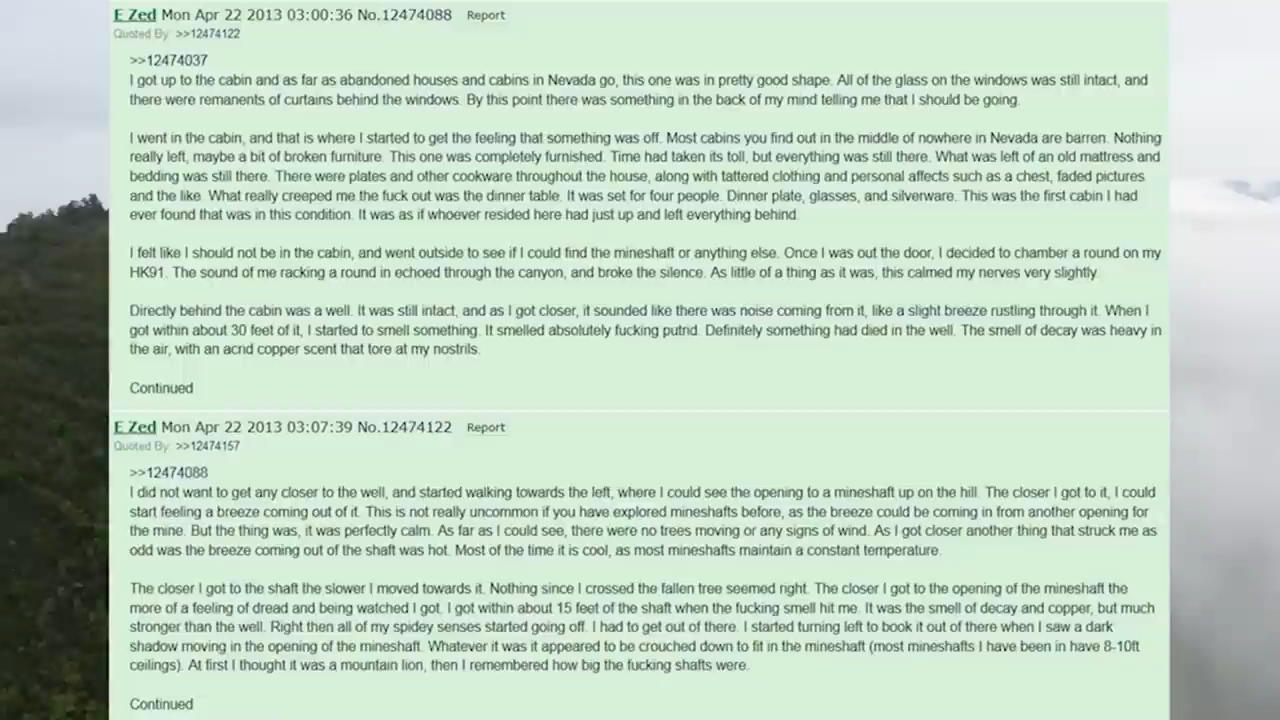 E Zed Mon Apr 22 2013 03:00:36 No.12474088 Report
Quoted By: >>12474122
>>12474037
I got up to the cabin and as far as abandoned houses and cabins in Nevada go, this one was in pretty good shape. All of the glass on the windows was still intact, and
there were remanents of curtains behind the windows. By this point there was something in the back of my mind telling me that I should be going.
I went in the cabin, and that is where I started to get the feeling that something was off. Most cabins you find out in the middle of nowhere in Nevada are barren. Nothing
really left, maybe a bit of broken furniture. This one was completely furnished. Time had taken its toll, but everything was still there. What was left of an old mattress and
bedding was still there. There were plates and other cookware throughout the house, along with tattered clothing and personal affects such as a chest, faded pictures
and the like. What really creeped me the fuck out was the dinner table. It was set for four people. Dinner plate, glasses, and silverware. This was the first cabin I had
ever found that was in this condition. It was as if whoever resided here had just up and left everything behind.
I felt like I should not be in the cabin, and went outside to see if I could find the mineshaft or anything else. Once I was out the door, I decided to chamber a round on my
HK91. The sound of me racking a round in echoed through the canyon, and broke the silence. As little of a thing as it was, this calmed my nerves very slightly.
Directly behind the cabin was a well. It was still intact, and as I got closer, it sounded like there was noise coming from it, like a slight breeze rustling through it. When I
got within about 30 feet of it, I started to smell something. It smelled absolutely fucking putrid. Definitely something had died in the well. The smell of decay was heavy in
the air, with an acrid copper scent that tore at my nostrils.
Continued
E Zed Mon Apr 22 2013 03:07:39 No.12474122 Report
Quoted By: >>12474157
>>12474088
I did not want to get any closer to the well, and started walking towards the left, where I could see the opening to a mineshaft up on the hill. The closer I got to it, I could
start feeling a breeze coming out of it. This is not really uncommon if you have explored mineshafts before, as the breeze could be coming in from another opening for
the mine. But the thing was, it was perfectly calm. As far as I could see, there were no trees moving or any signs of wind. As I got closer another thing that struck me as
odd was the breeze coming out of the shaft was hot. Most of the time it is cool, as most mineshafts maintain a constant temperature.
The closer I got to the shaft the slower I moved towards it. Nothing since I crossed the fallen tree seemed right. The closer I got to the opening of the mineshaft the
more of a feeling of dread and being watched I got. I got within about 15 feet of the shaft when the fucking smell hit me. It was the smell of decay and copper, but much
stronger than the well. Right then all of my spidey senses started going off. I had to get out of there. I started turning left to book it out of there when I saw a dark
shadow moving in the opening of the mineshaft. Whatever it was it appeared to be crouched down to fit in the mineshaft (most mineshafts I have been in have 8-10ft
ceilings). At first I thought it was a mountain lion, then I remembered how big the fucking shafts were.
Continued